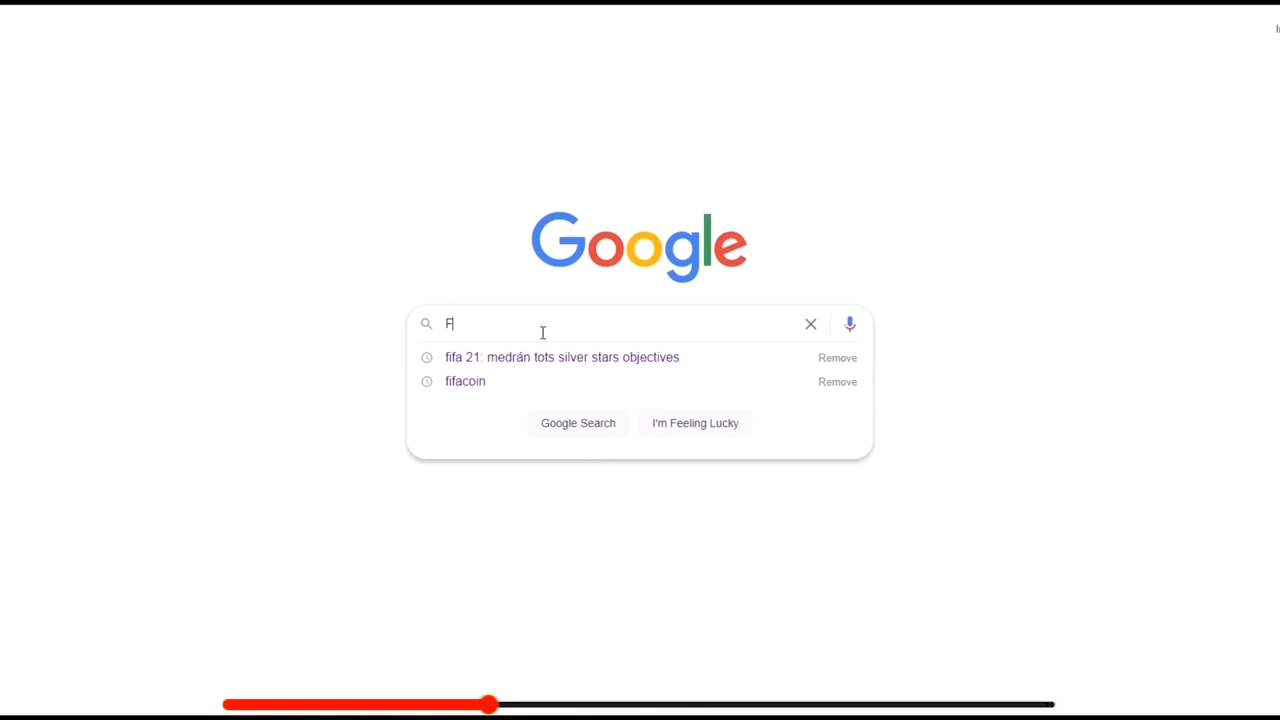 Google
F
fifa 21: medrán tots silver stars objectives Remove
fifacoin Remove
Google Search I'm Feeling Lucky